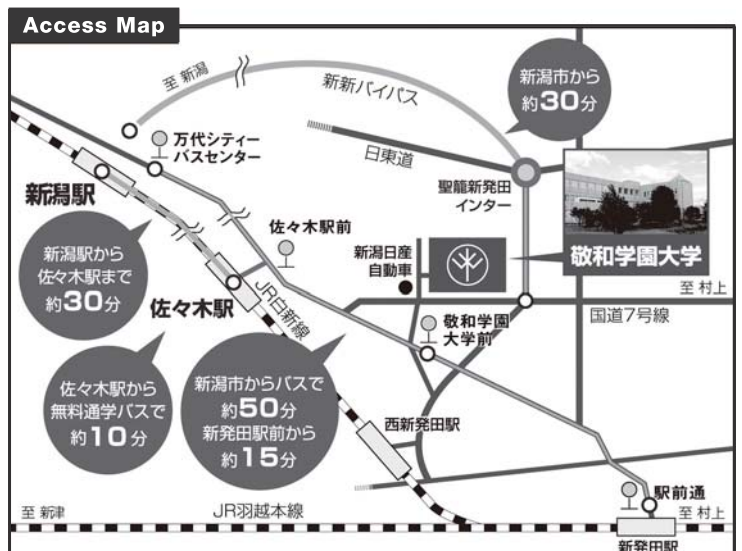 Access Map
至 新潟
新新バイパス
新潟市から
約30分
万代シティー
バスセンター
日東道
新潟駅
聖籠新発田
インター
佐々木駅前
新潟駅から
佐々木駅まで
約30分
新潟日産
自動車
敬和学園大学
至 村上
佐々木駅
JR白新線
国道7号線
敬和学園
大学前
佐々木駅から
無料通学バスで
約10分
新潟市からバスで
約50分
新発田駅前から
約15分
西新発田駅
駅前通
至 新津
JR羽越本線
至 村上
新発田駅